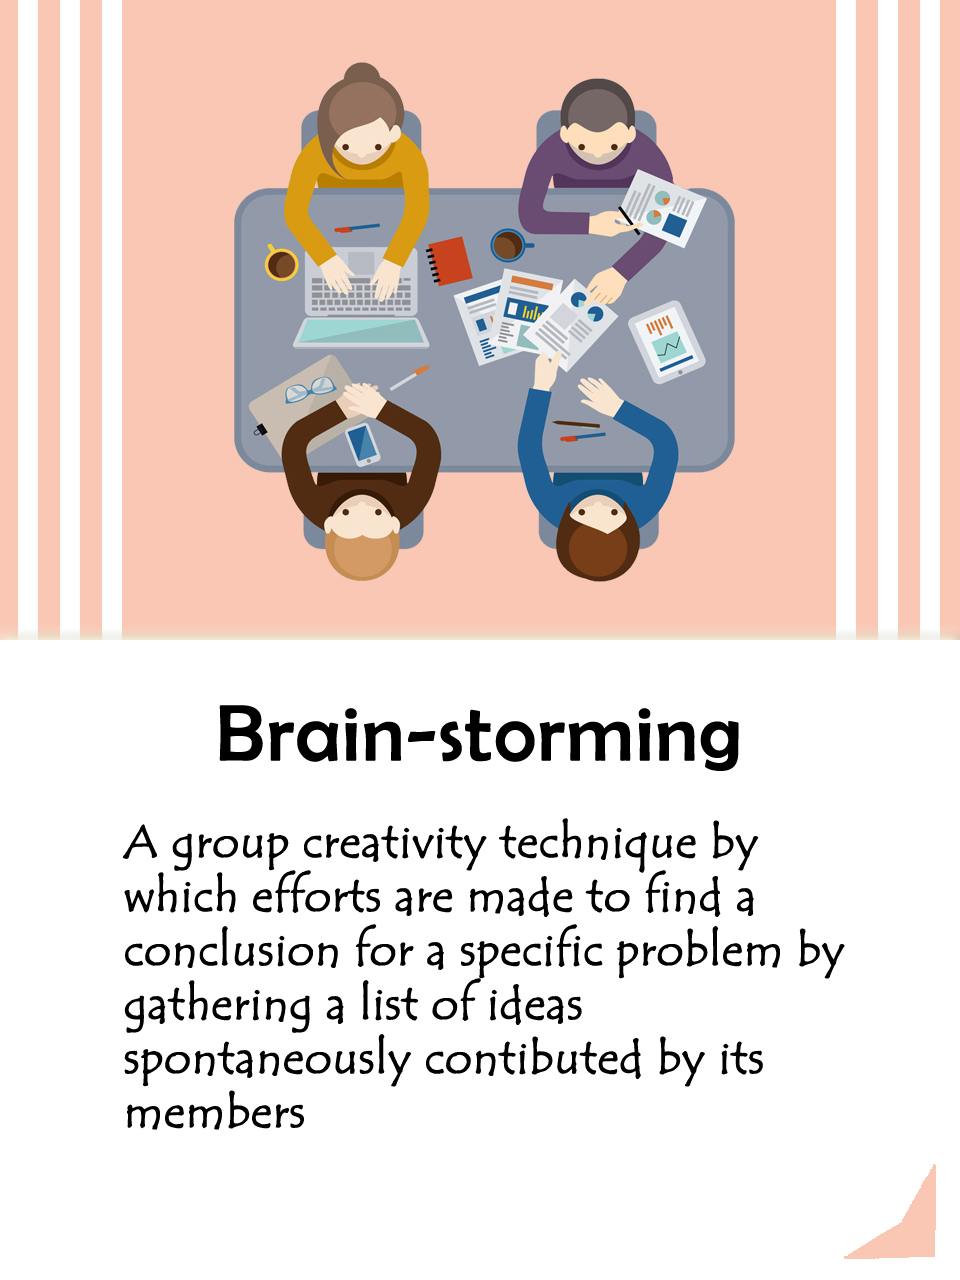 Brain-storming
A group creativity technique by
which efforts are made to find a
conclusion for a specific problem by
gathering a list of ideas
spontaneously contibuted by its
members